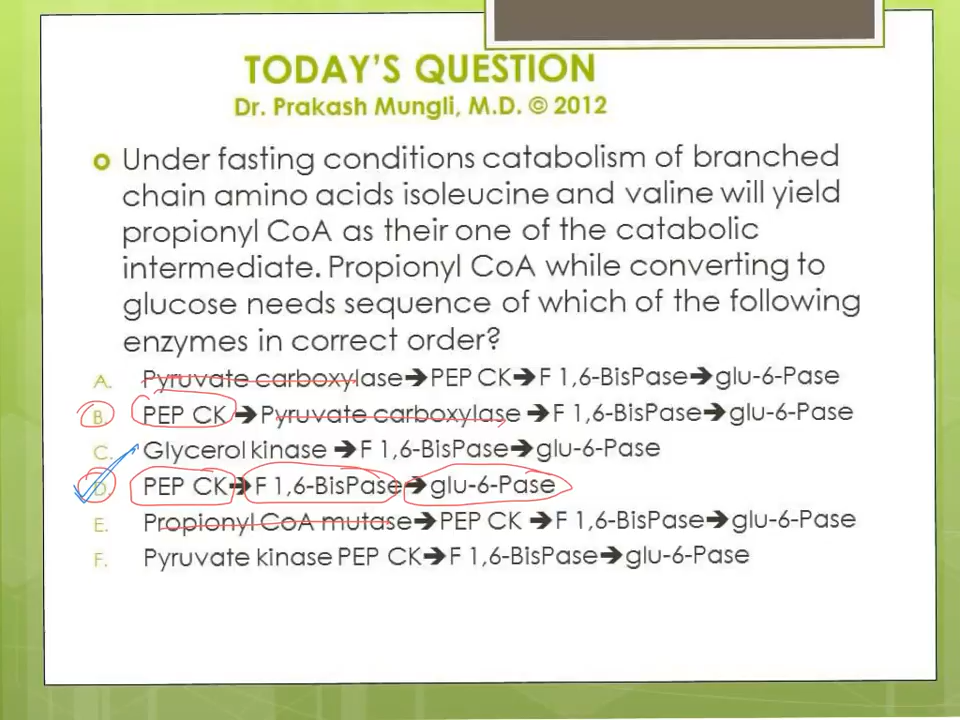 TODAY'S QUESTION
Dr. Prakash Mungli, M.D. © 2012
Under fasting conditions catabolism of branched
chain amino acids isoleucine and valine will yield
propionyl CoA as their one of the catabolic
intermediate. Propionyl CoA while converting to
glucose needs sequence of which of the following
enzymes in correct order?
A. Pyruvate carboxylase➔PEP CK➔F 1,6-BisPase➔glu-6-Pase
B. PEP CK ➔ Pyruvate carboxylase ➔F 1,6-BisPase➔glu-6-Pase
C. Glycerol kinase ➔F 1,6-BisPase➔glu-6-Pase
D. PEP CK➔F 1,6-BisPase➔glu-6-Pase
E. Propionyl CoA mutase➔PEP CK ➔F 1,6-BisPase➔glu-6-Pase
F. Pyruvate kinase PEP CK➔F 1,6-BisPase➔glu-6-Pase